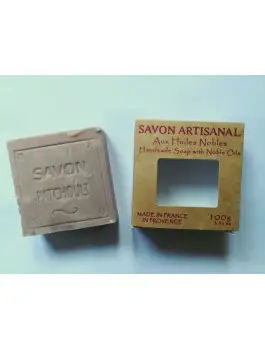 SAVON
PATCHOULI
SAVON ARTISANAL
Aux Huiles Nobles
Handmade Soap with Noble Oils
MADE IN FRANCE
IN PROVENCE
100g